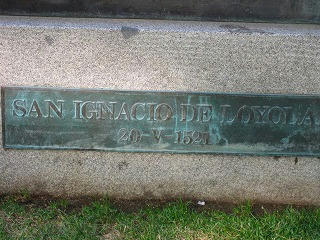 SAN IGNACIO DE LOYOLA
20-V-1521